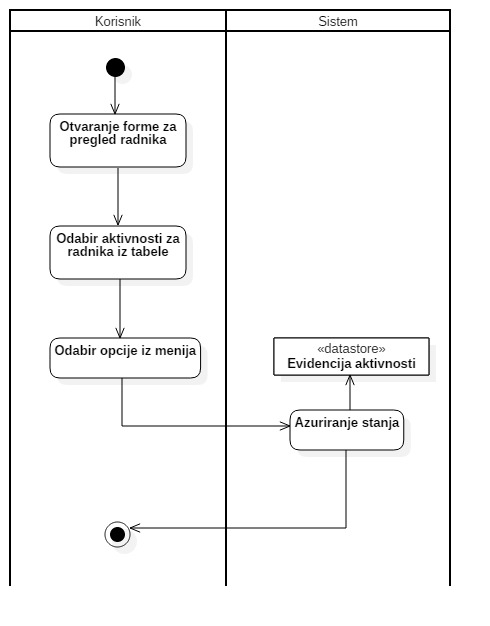 Korisnik
Sistem
Otvaranje forme za
pregled radnika
Odabir aktivnosti za
radnika iz tabele
Odabir opcije iz menija
«datastore»
Evidencija aktivnosti
Azuriranje stanja